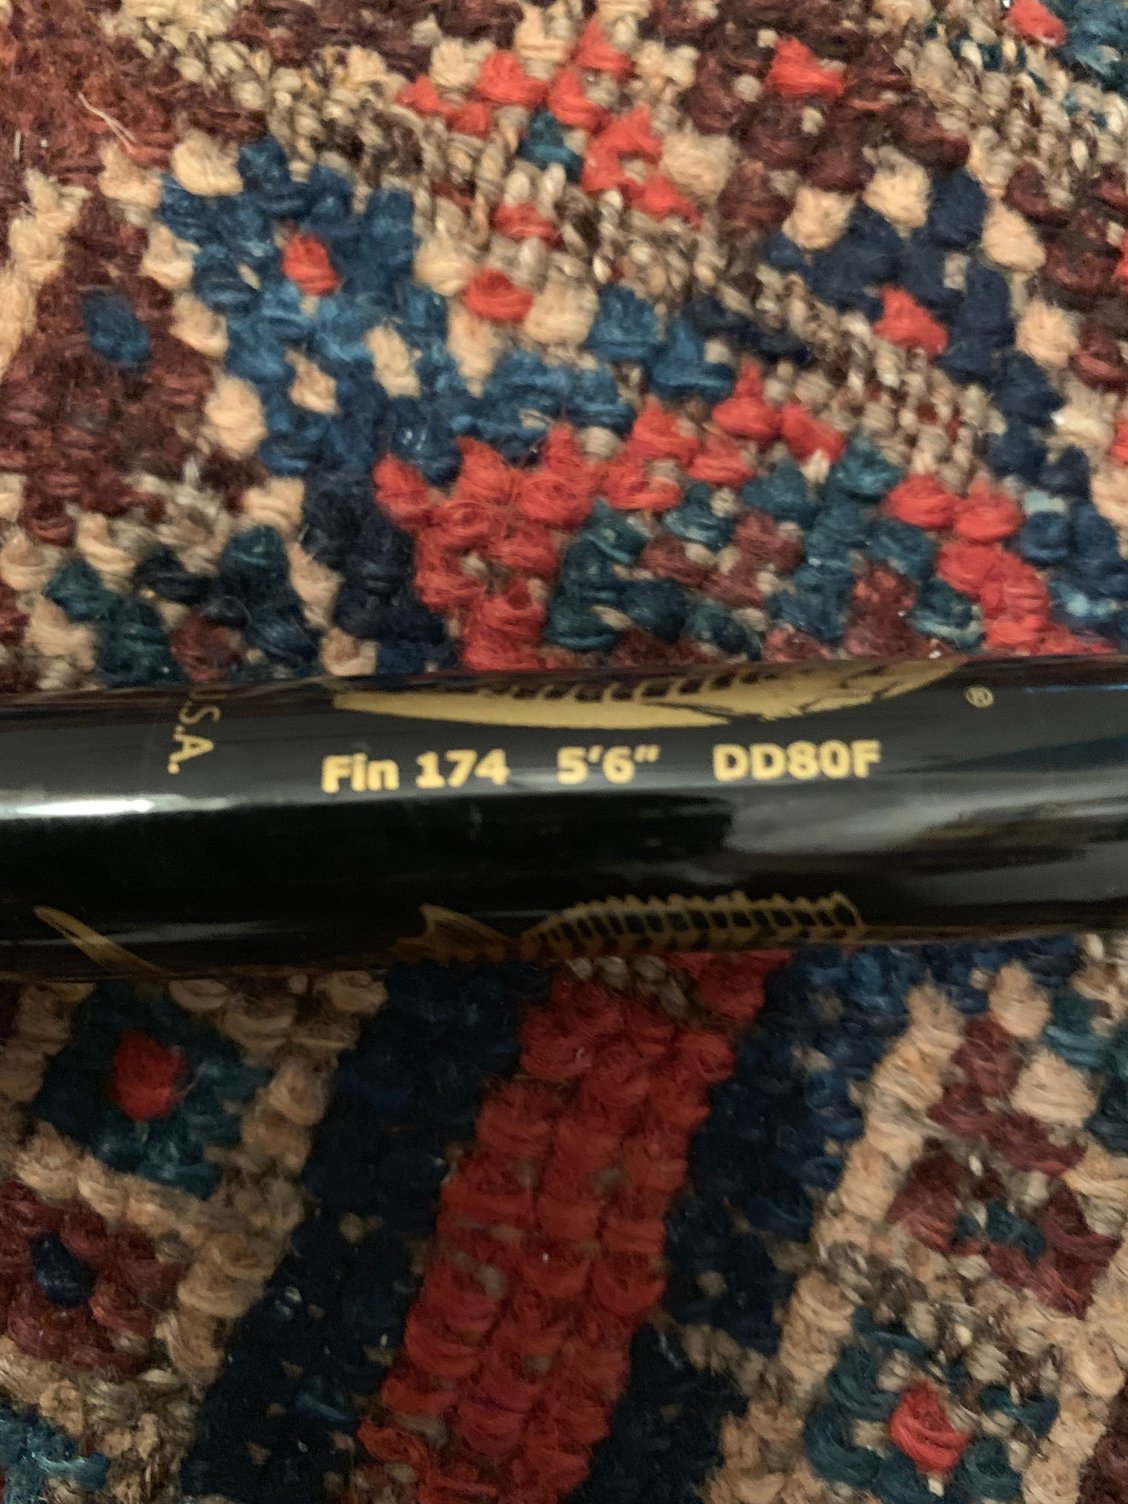 U.S.A.
®
Fin 174 5'6" DD80F